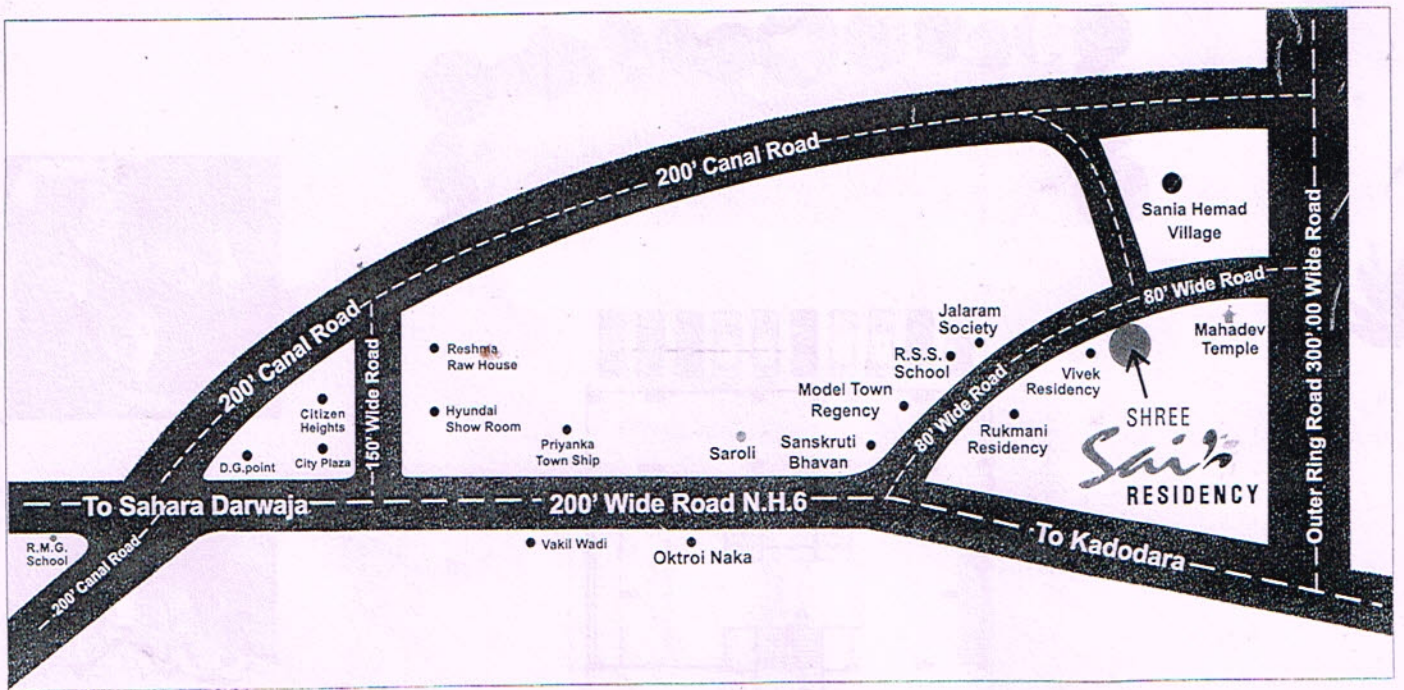 200' Canal Road
Sania Hemad
Village
Outer Ring Road 300'.00 Wide Road
80' Wide Road
Mahadev
Temple
Jalaram
Society
R.S.S.
School
Vivek
Residency
80' Wide Road
Model Town
Regency
Rukmani
Residency
SHREE
Sai's
RESIDENCY
Sanskruti
Bhavan
Saroli
Priyanka
Town Ship
Reshma
Raw House
Hyundai
Show Room
150' Wide Road
200' Canal Road
Citizen
Heights
City Plaza
D.G.point
To Sahara Darwaja
200' Wide Road N.H.6
To Kadodara
R.M.G.
School
200' Canal Road
Vakil Wadi
Oktroi Naka